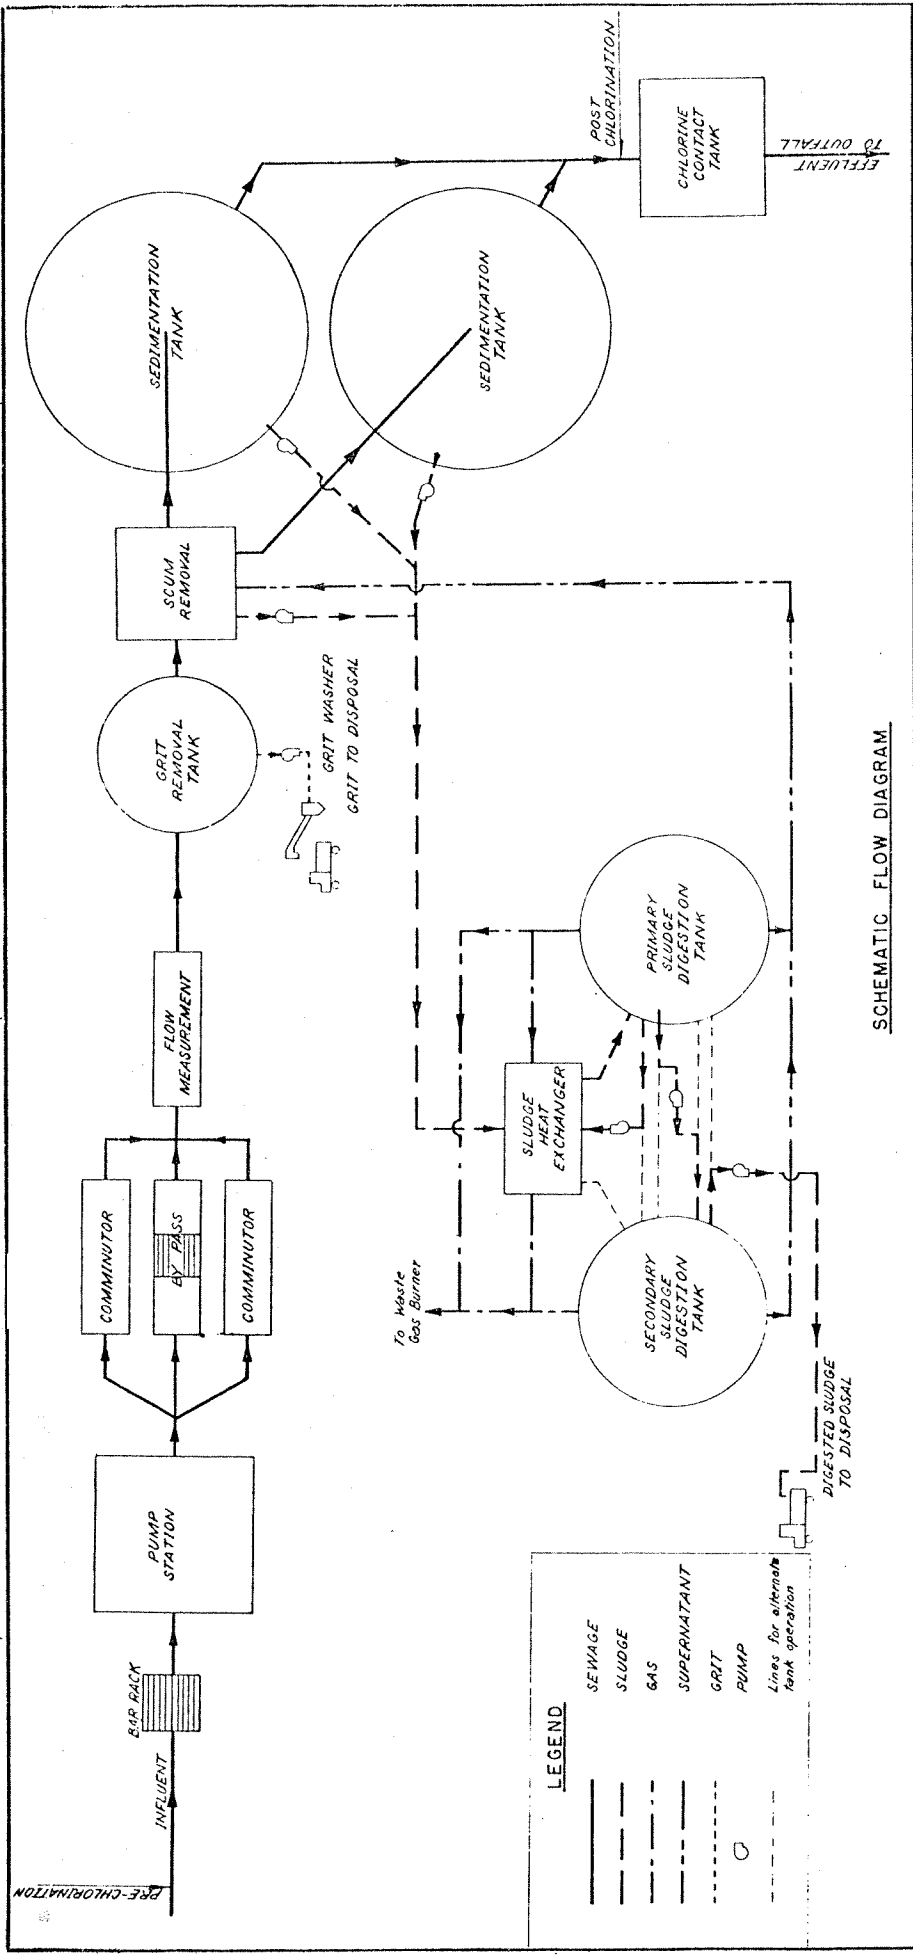 PRE-CHLORINATION
INFLUENT
BAR RACK
PUMP
STATION
COMMINUTOR
BY PASS
COMMINUTOR
FLOW
MEASUREMENT
GRIT
REMOVAL
TANK
GRIT WASHER
GRIT TO DISPOSAL
SCUM
REMOVAL
SEDIMENTATION
TANK
SEDIMENTATION
TANK
POST
CHLORINATION
CHLORINE
CONTACT
TANK
EFFLUENT
TO OUTFALL
To Waste
Gas Burner
SLUDGE
HEAT
EXCHANGER
PRIMARY
SLUDGE
DIGESTION
TANK
SECONDARY
SLUDGE
DIGESTION
TANK
DIGESTED SLUDGE
TO DISPOSAL
LEGEND
SEWAGE
SLUDGE
GAS
SUPERNATANT
GRIT
PUMP
Lines for alternate
tank operation
SCHEMATIC FLOW DIAGRAM